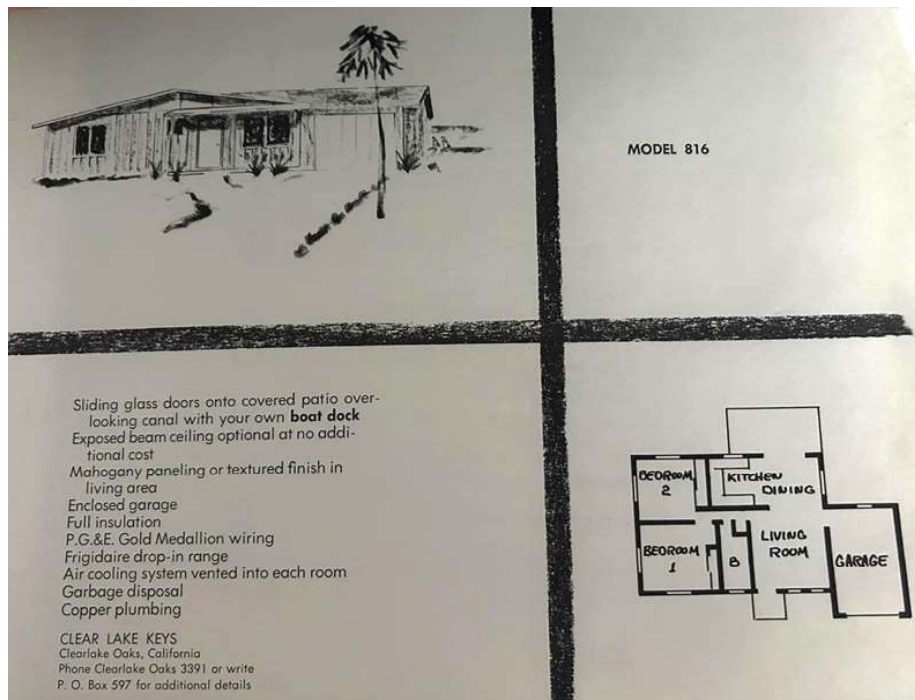 MODEL 816
Sliding glass doors onto covered patio over-
looking canal with your own boat dock
Exposed beam ceiling optional at no addi-
tional cost
Mahogany paneling or textured finish in
living area
Enclosed garage
Full insulation
P.G.&E. Gold Medallion wiring
Frigidaire drop-in range
Air cooling system vented into each room
Garbage disposal
Copper plumbing
CLEAR LAKE KEYS
Clearlake Oaks, California
Phone Clearlake Oaks 3391 or write
P. O. Box 597 for additional details
BEDROOM
2
KITCHEN
DINING
BEDROOM
1
B
LIVING
ROOM
GARAGE